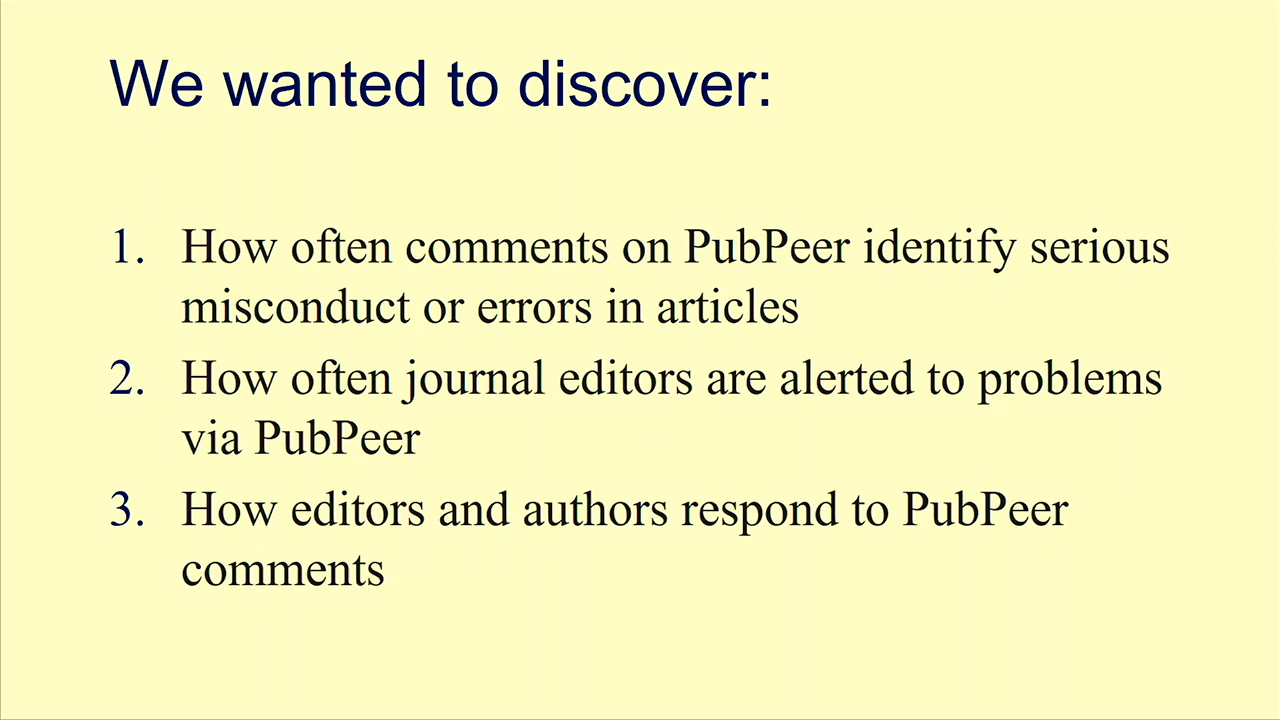 We wanted to discover:
1. How often comments on PubPeer identify serious
misconduct or errors in articles
2. How often journal editors are alerted to problems
via PubPeer
3. How editors and authors respond to PubPeer
comments